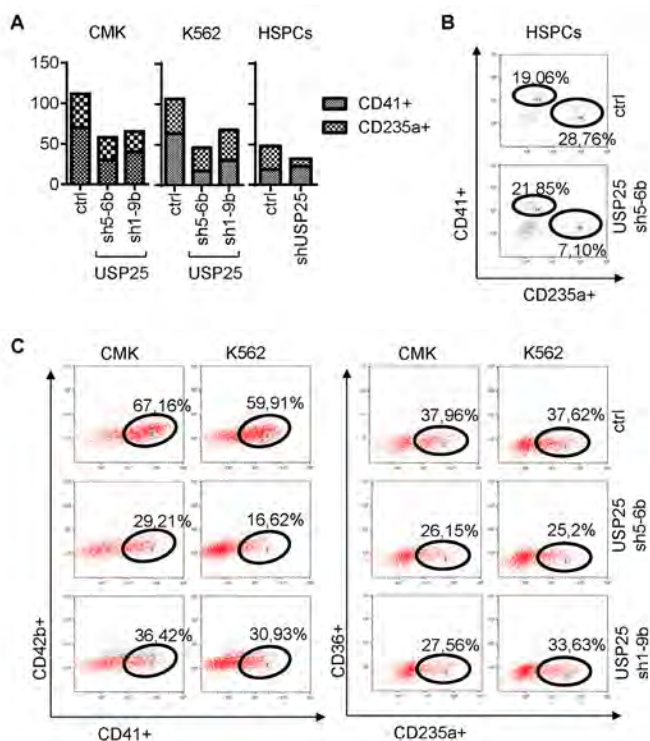 A
CMK
K562
HSPCs
150
100
50
0
ctrl
sh5-6b
sh1-9b
USP25
ctrl
sh5-6b
sh1-9b
USP25
ctrl
shUSP25
CD41+
CD235a+
B
HSPCs
19.06%
28,76%
ctrl
21.85%
7,10%
USP25
sh5-6b
CD41+
CD235a+
C
CMK
K562
CMK
K562
67,16%
59,91%
37,96%
37,62%
ctrl
29,21%
16,62%
26,15%
25,2%
USP25
sh5-6b
36,42%
30,93%
27,56%
33,63%
USP25
sh1-9b
CD42b+
CD41+
CD36+
CD235a+